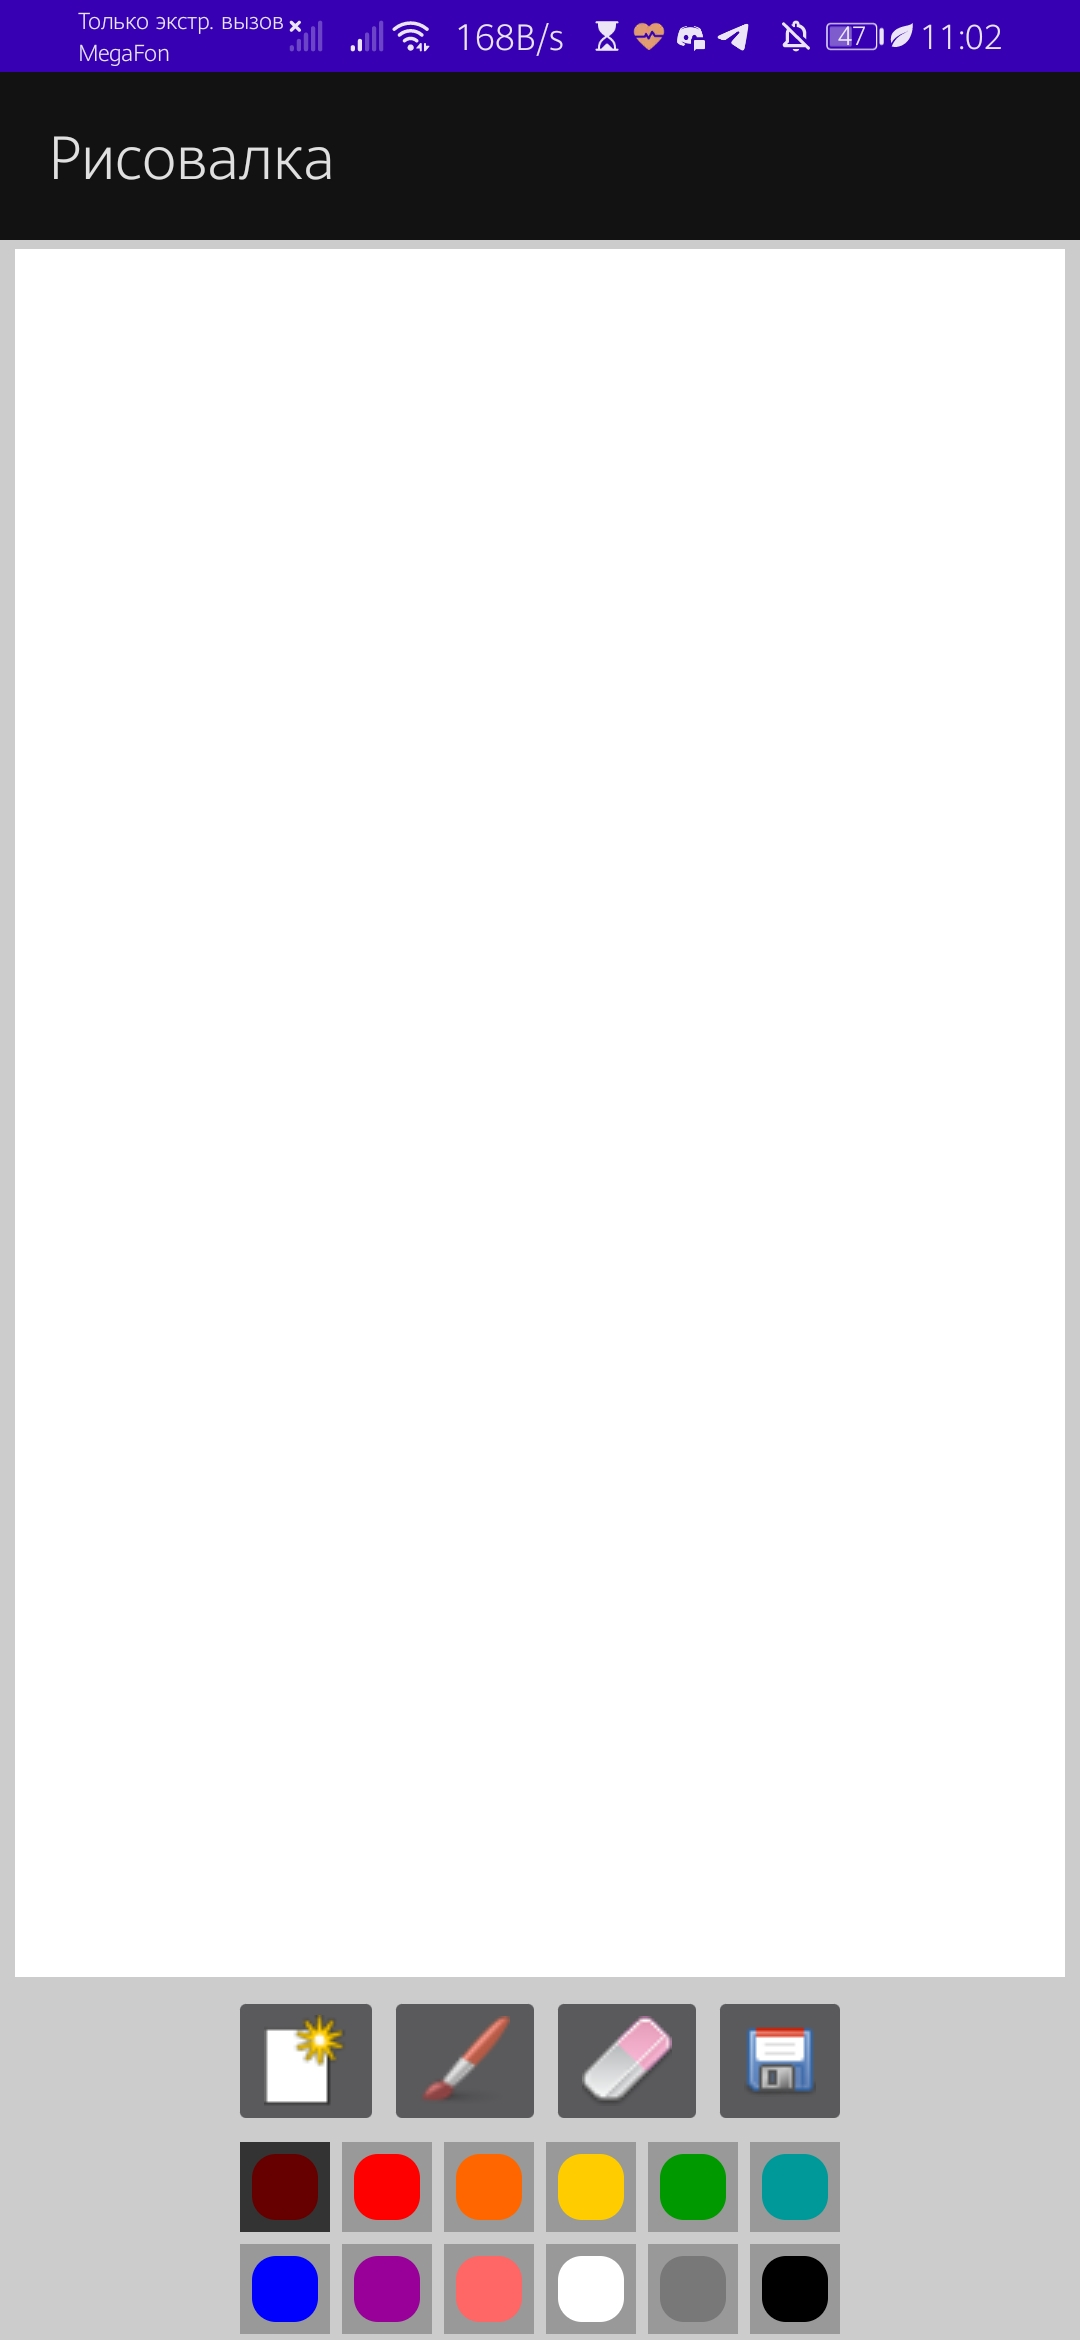 Только экстр. вызов
MegaFon
168B/s
47
11:02
Рисовалка